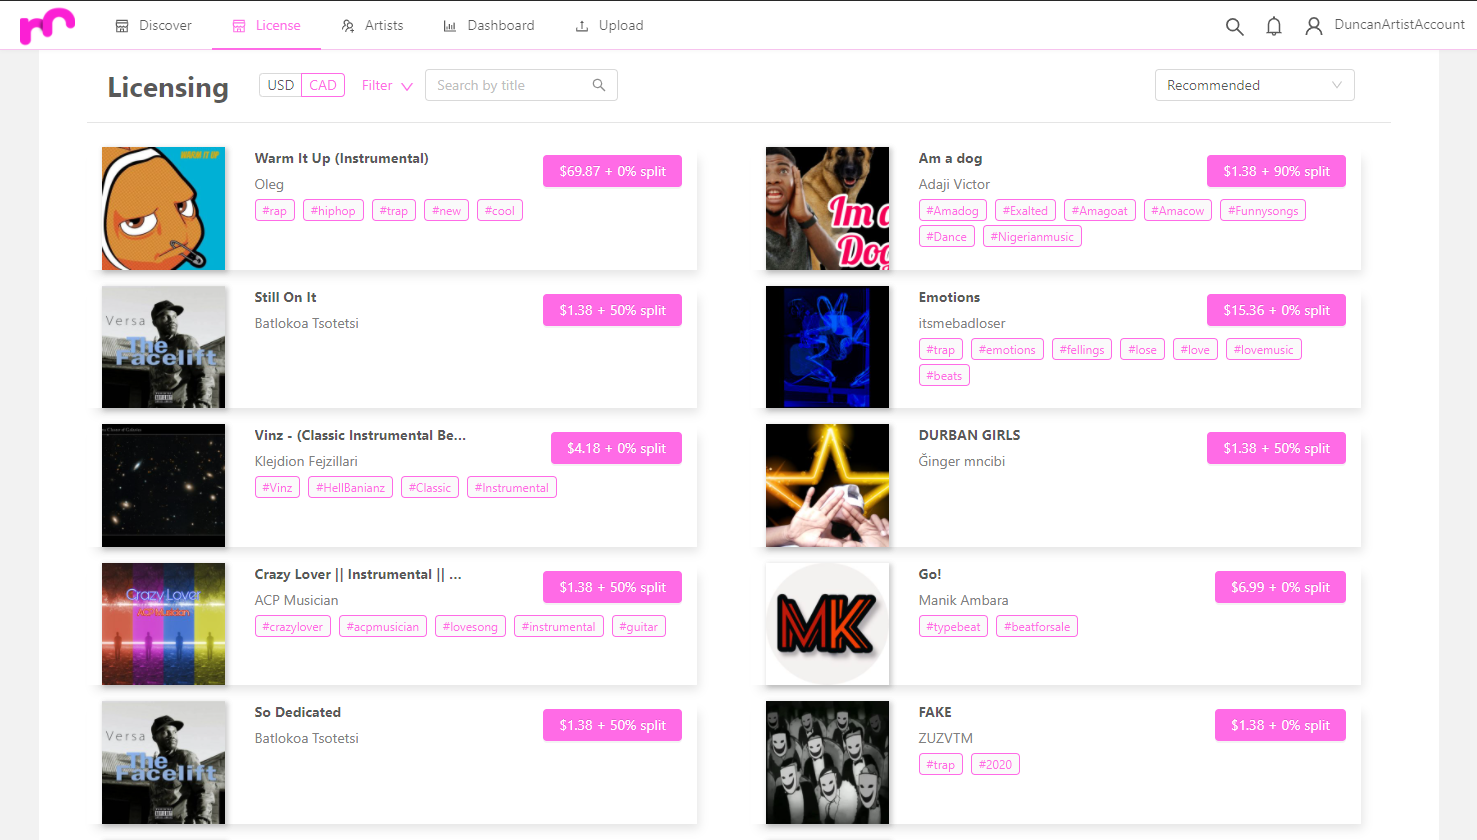 Discover License Artists Dashboard Upload DuncanArtistAccount
Licensing USD CAD Filter Search by title Recommended
WARM IT UP
Warm It Up (Instrumental)
$69.87 + 0% split
Oleg
#rap #hiphop #trap #new #cool
Im a
Dog
Am a dog
$1.38 + 90% split
Adaji Victor
#Amadog #Exalted #Amagoat #Amacow #Funnysongs
#Dance #Nigerianmusic
Versa
The
Facelift
Still On It
$1.38 + 50% split
Batlokoa Tsotetsi
Emotions
$15.36 + 0% split
itsmebadloser
#trap #emotions #fellings #lose #love #lovemusic
#beats
Vinz - (Classic Instrumental Be...
$4.18 + 0% split
Klejdion Fejzillari
#Vinz #HellBanianz #Classic #Instrumental
DURBAN GIRLS
$1.38 + 50% split
Ğinger mncibi
Crazy Lover
ACP Musician
Crazy Lover || Instrumental || ...
$1.38 + 50% split
ACP Musician
#crazylover #acpmusician #lovesong #instrumental #guitar
MK
Go!
$6.99 + 0% split
Manik Ambara
#typebeat #beatforsale
Versa
The
Facelift
So Dedicated
$1.38 + 50% split
Batlokoa Tsotetsi
FAKE
$1.38 + 0% split
ZUZVTM
#trap #2020